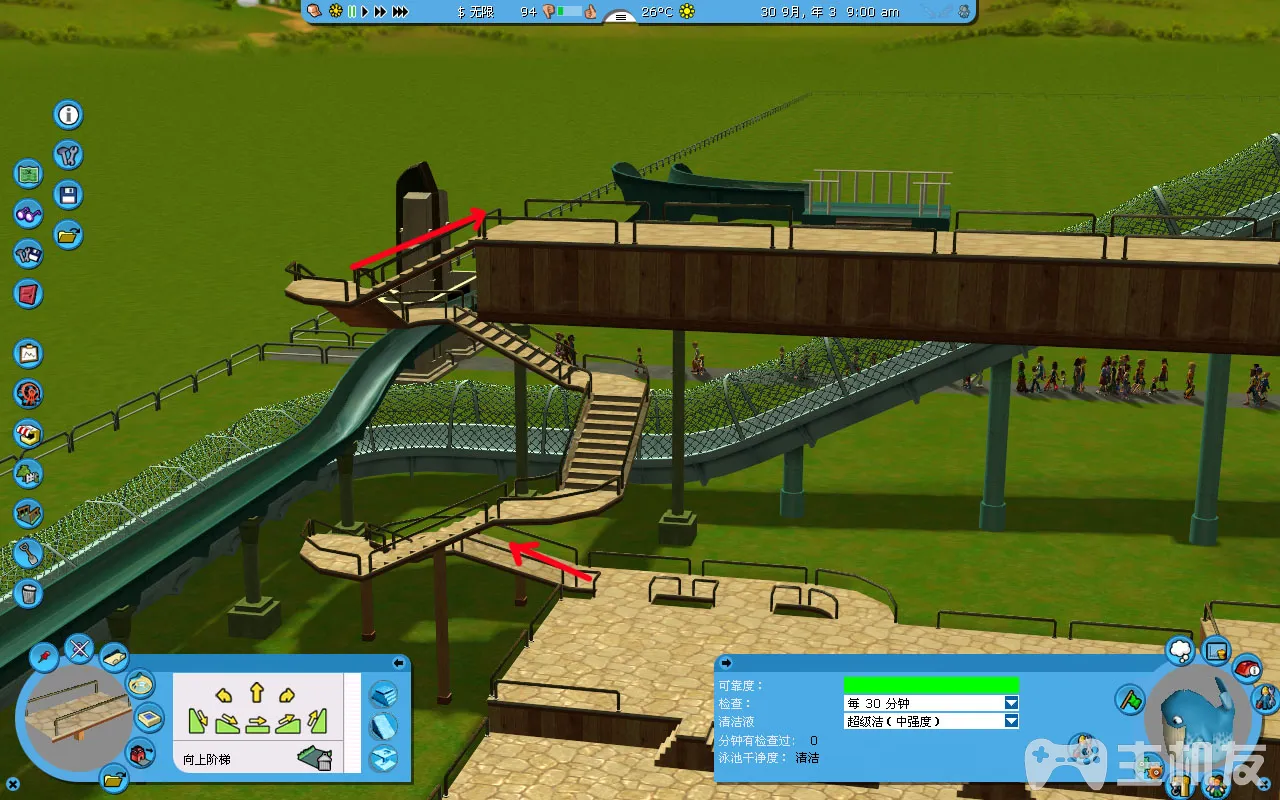 $ 无限 94 26°C 30 9月, 年 3 9:00 am
向上阶梯
可靠度：
检查： 每 30 分钟
清洁液 超级洁（中强度）
分钟有检查过： 0
泳池干净度： 清洁
主机友